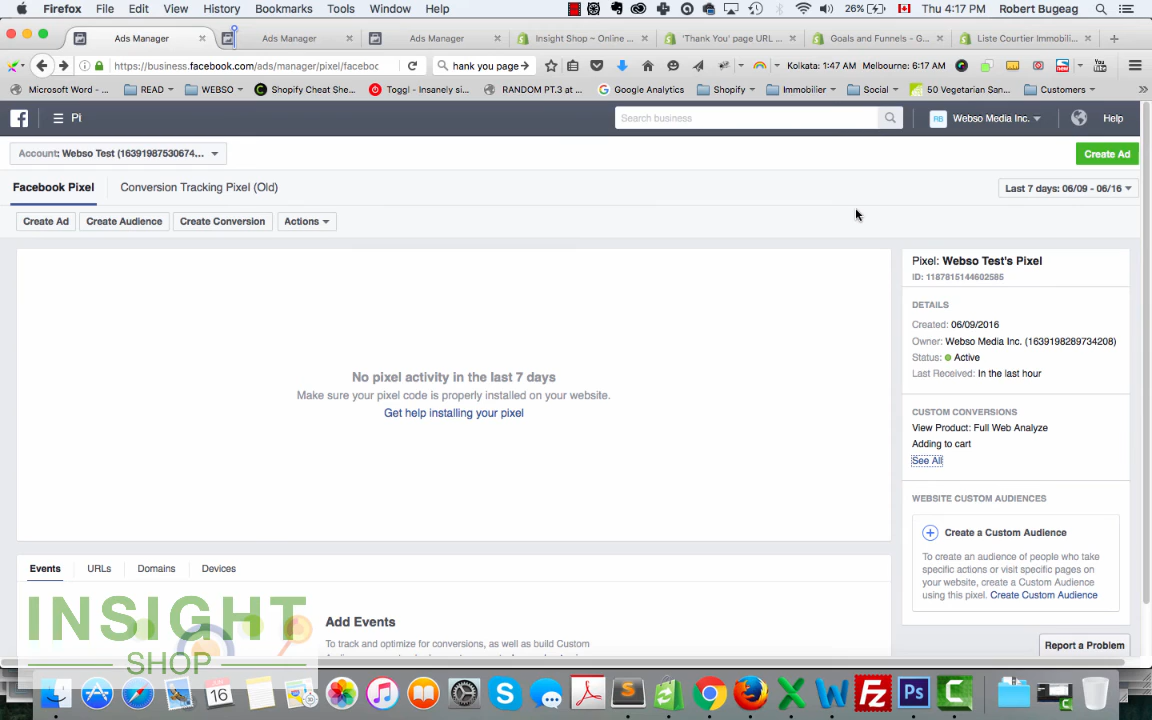 Firefox File Edit View History Bookmarks Tools Window Help 26% Thu 4:17 PM Robert Bugeag
Ads Manager Ads Manager Ads Manager Insight Shop ~ Online ... 'Thank You' page URL ... Goals and Funnels - G... Liste Courtier Immobili...
https://business.facebook.com/ads/manager/pixel/faceboc hank you page Kolkata: 1:47 AM Melbourne: 6:17 AM
Microsoft Word - ... READ WEBSO Shopify Cheat She... Toggl - Insanely si... RANDOM PT.3 at ... Google Analytics Shopify Immobilier Social 50 Vegetarian San... Customers
Pi Search business RB Webso Media Inc. Help
Account: Webso Test (16391987530674... Create Ad
Facebook Pixel Conversion Tracking Pixel (Old) Last 7 days: 06/09 - 06/16
Create Ad Create Audience Create Conversion Actions
No pixel activity in the last 7 days
Make sure your pixel code is properly installed on your website.
Get help installing your pixel
Pixel: Webso Test's Pixel
ID: 1187815144602585
DETAILS
Created: 06/09/2016
Owner: Webso Media Inc. (1639198289734208)
Status: Active
Last Received: In the last hour
CUSTOM CONVERSIONS
View Product: Full Web Analyze
Adding to cart
See All
WEBSITE CUSTOM AUDIENCES
Create a Custom Audience
To create an audience of people who take
specific actions or visit specific pages on
your website, create a Custom Audience
using this pixel. Create Custom Audience
Report a Problem
Events URLs Domains Devices
Add Events
To track and optimize for conversions, as well as build Custom
INSIGHT
SHOP
16